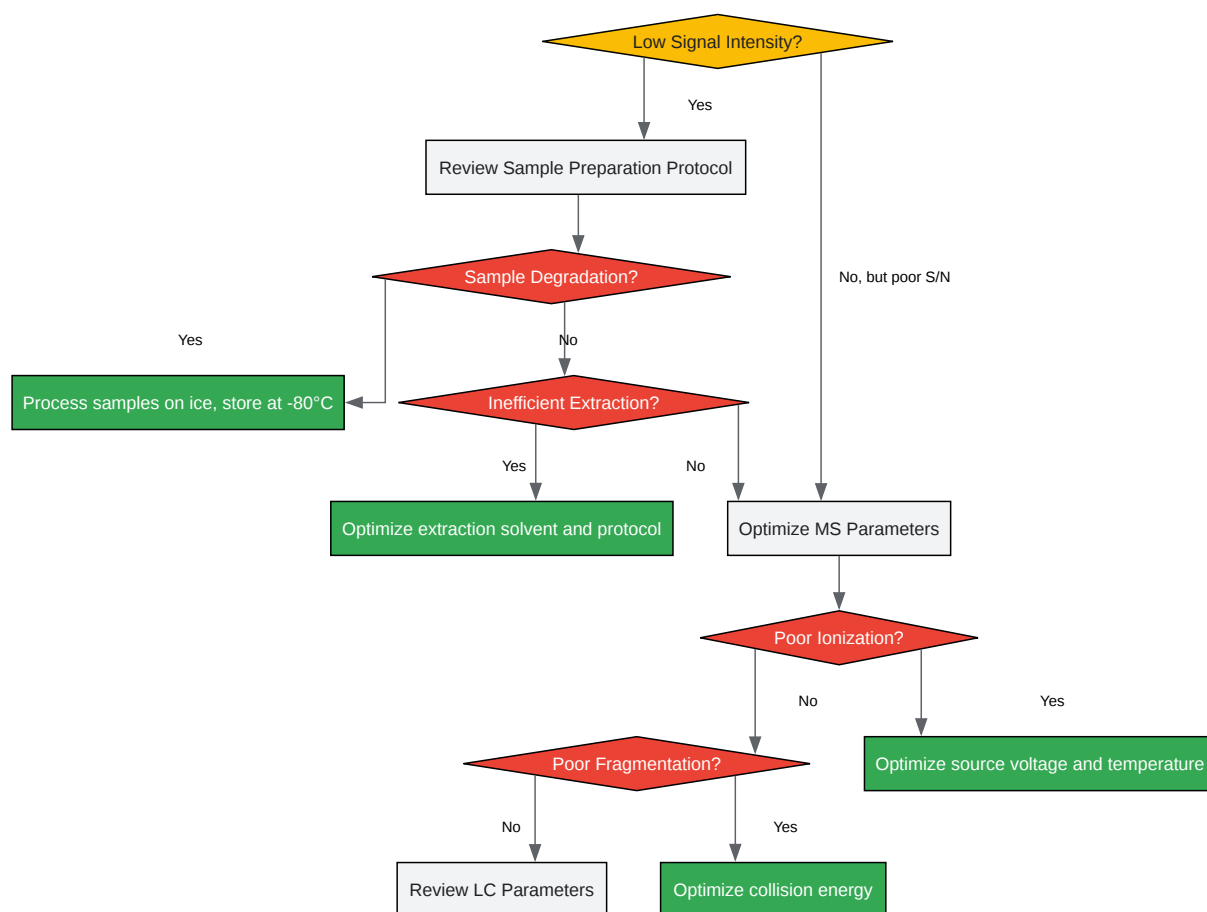 Low Signal Intensity?
Yes
Review Sample Preparation Protocol
Sample Degradation?
No, but poor S/N
Yes
No
Process samples on ice, store at -80°C
Inefficient Extraction?
Yes
No
Optimize extraction solvent and protocol
Optimize MS Parameters
Poor Ionization?
No
Yes
Poor Fragmentation?
Optimize source voltage and temperature
No
Yes
Review LC Parameters
Optimize collision energy